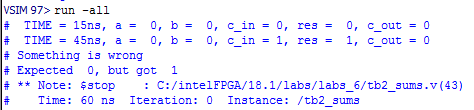 VSIM 97> run -all
# TIME = 15ns, a = 0, b = 0, c_in = 0, res = 0, c_out = 0
# TIME = 45ns, a = 0, b = 0, c_in = 1, res = 1, c_out = 0
# Something is wrong
# Expected 0, but got 1
# ** Note: $stop : C:/intelFPGA/18.1/labs/labs_6/tb2_sums.v(43)
# Time: 60 ns Iteration: 0 Instance: /tb2_sums